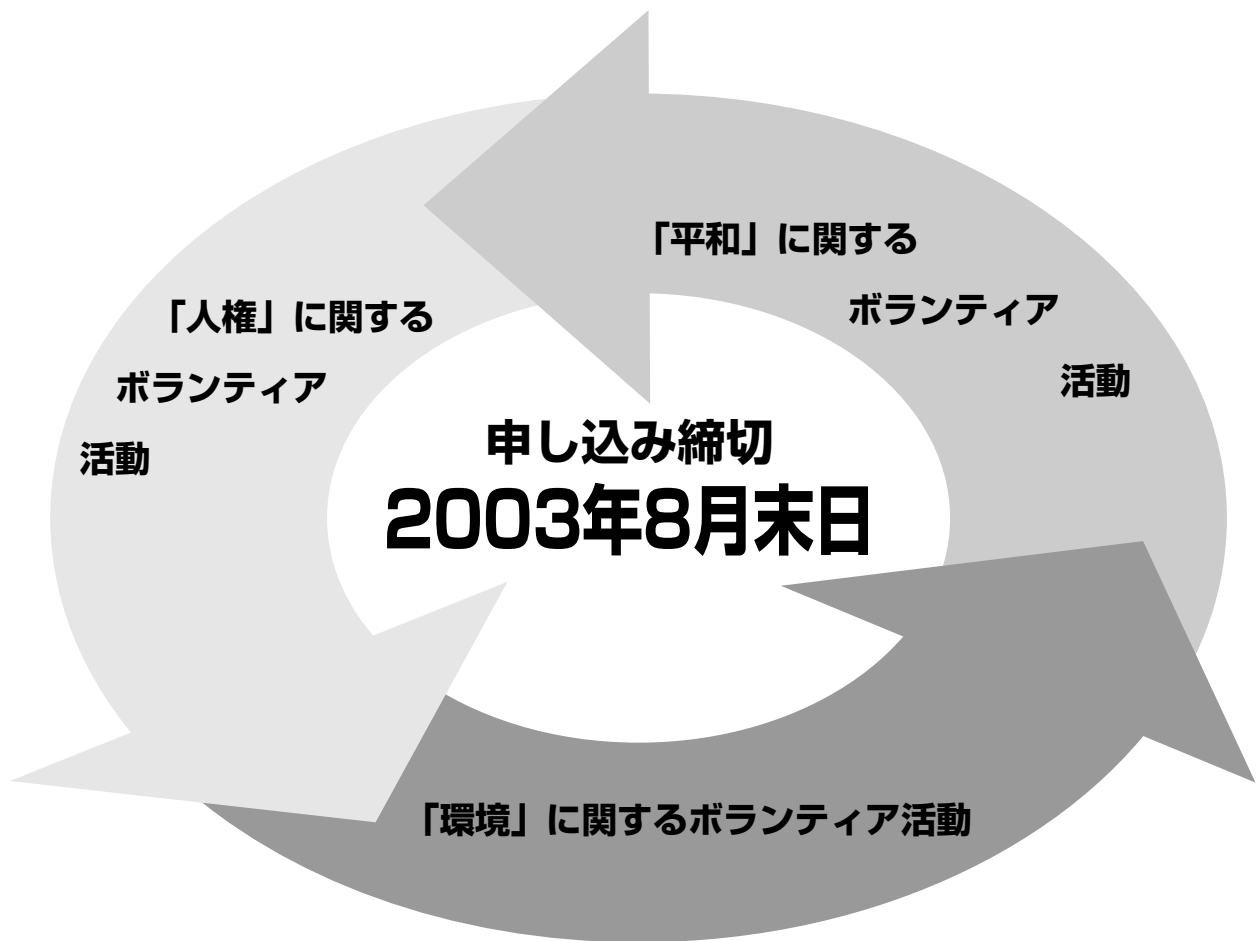 「平和」に関する
ボランティア
活動
「人権」に関する
ボランティア
活動
申し込み締切
2003年8月末日
「環境」に関するボランティア活動